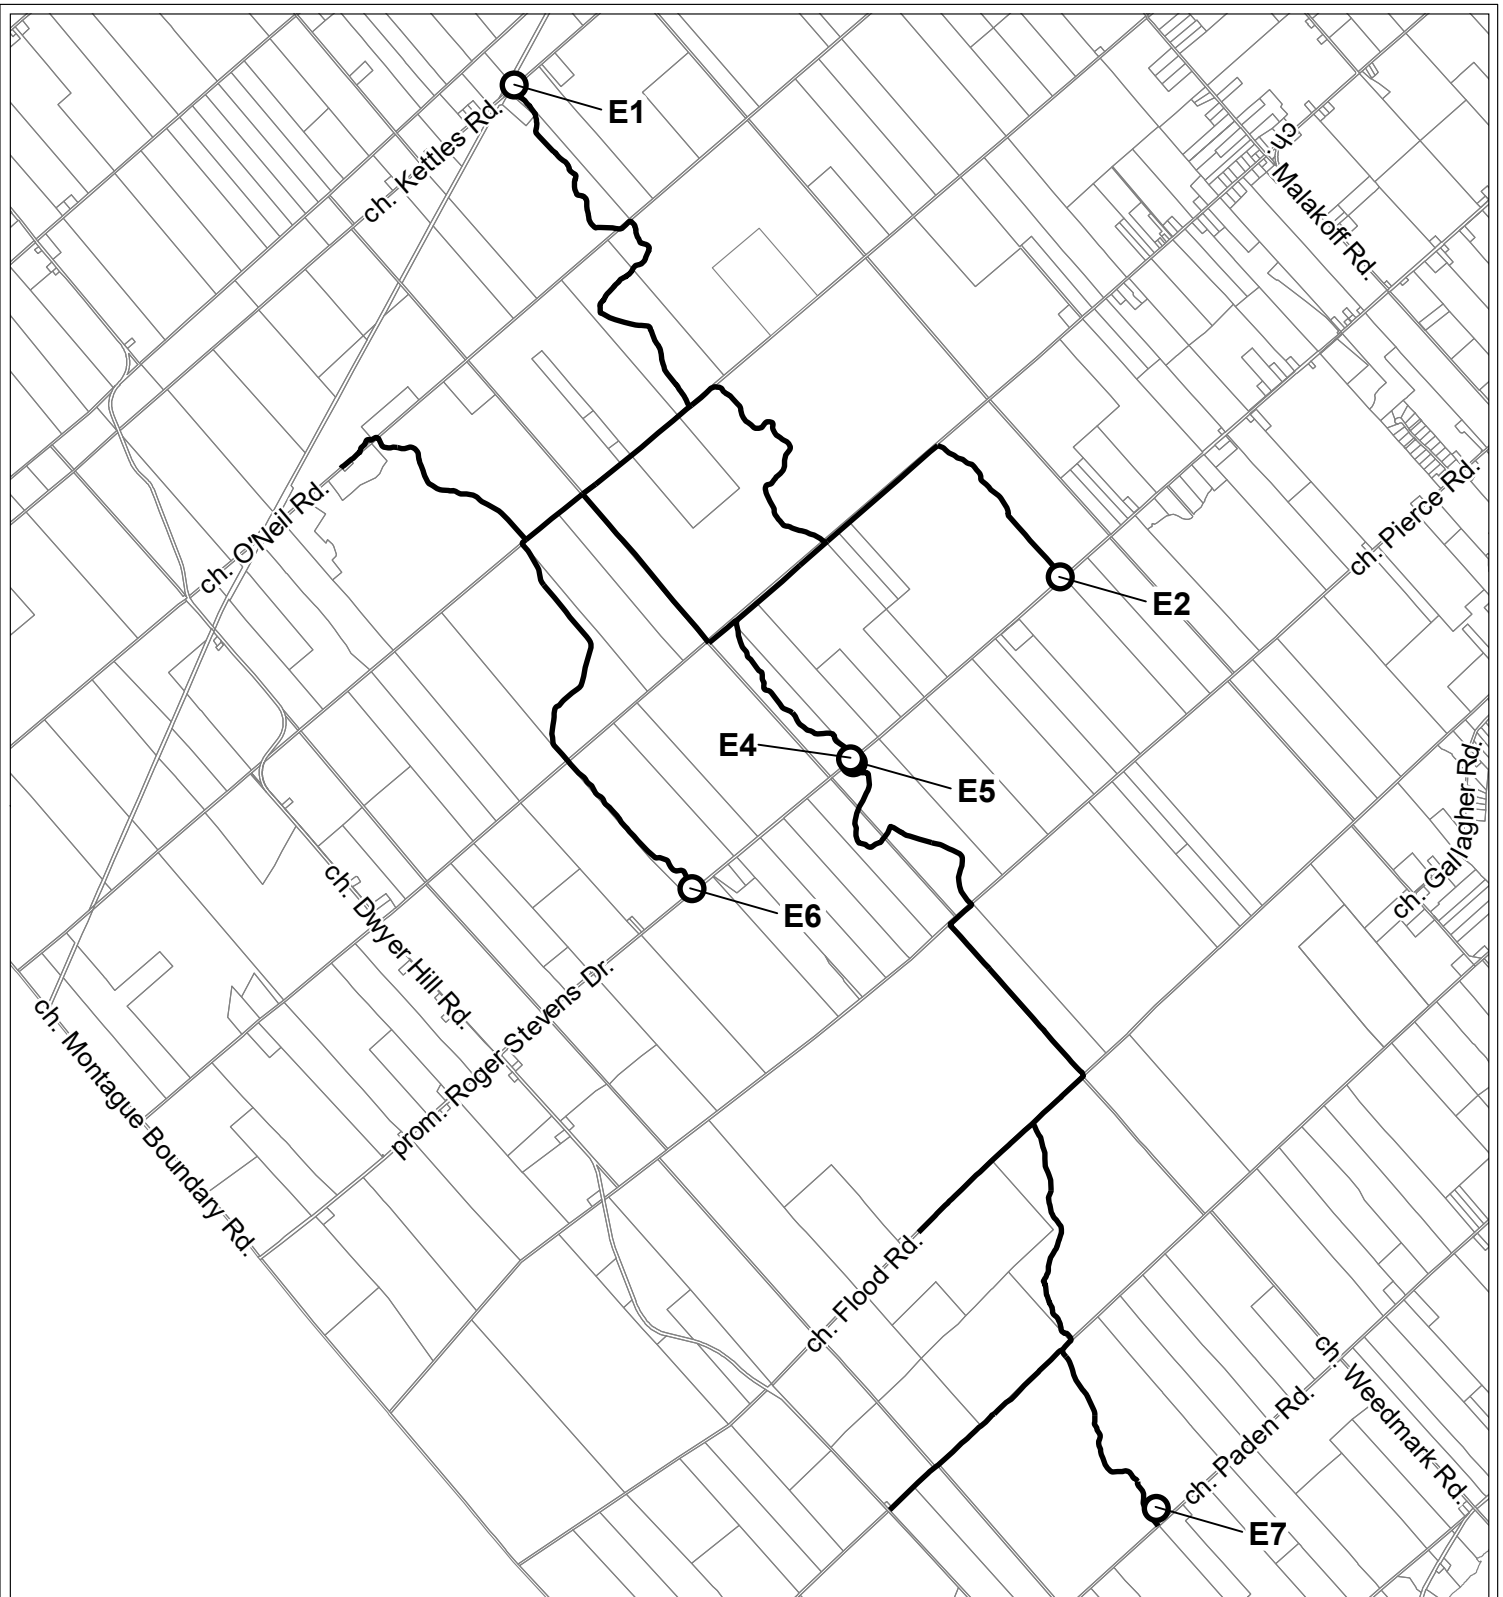 E1
ch. Kettles Rd.
ch.
Malakoff Rd.
ch. Pierce Rd.
ch. O'Neil Rd.
E2
E4
E5
ch. Gallagher Rd.
ch. Dwyer Hill Rd.
E6
prom. Roger Stevens Dr.
ch. Montague Boundary Rd.
ch. Flood Rd.
ch. Weedmark Rd.
ch. Paden Rd.
E7